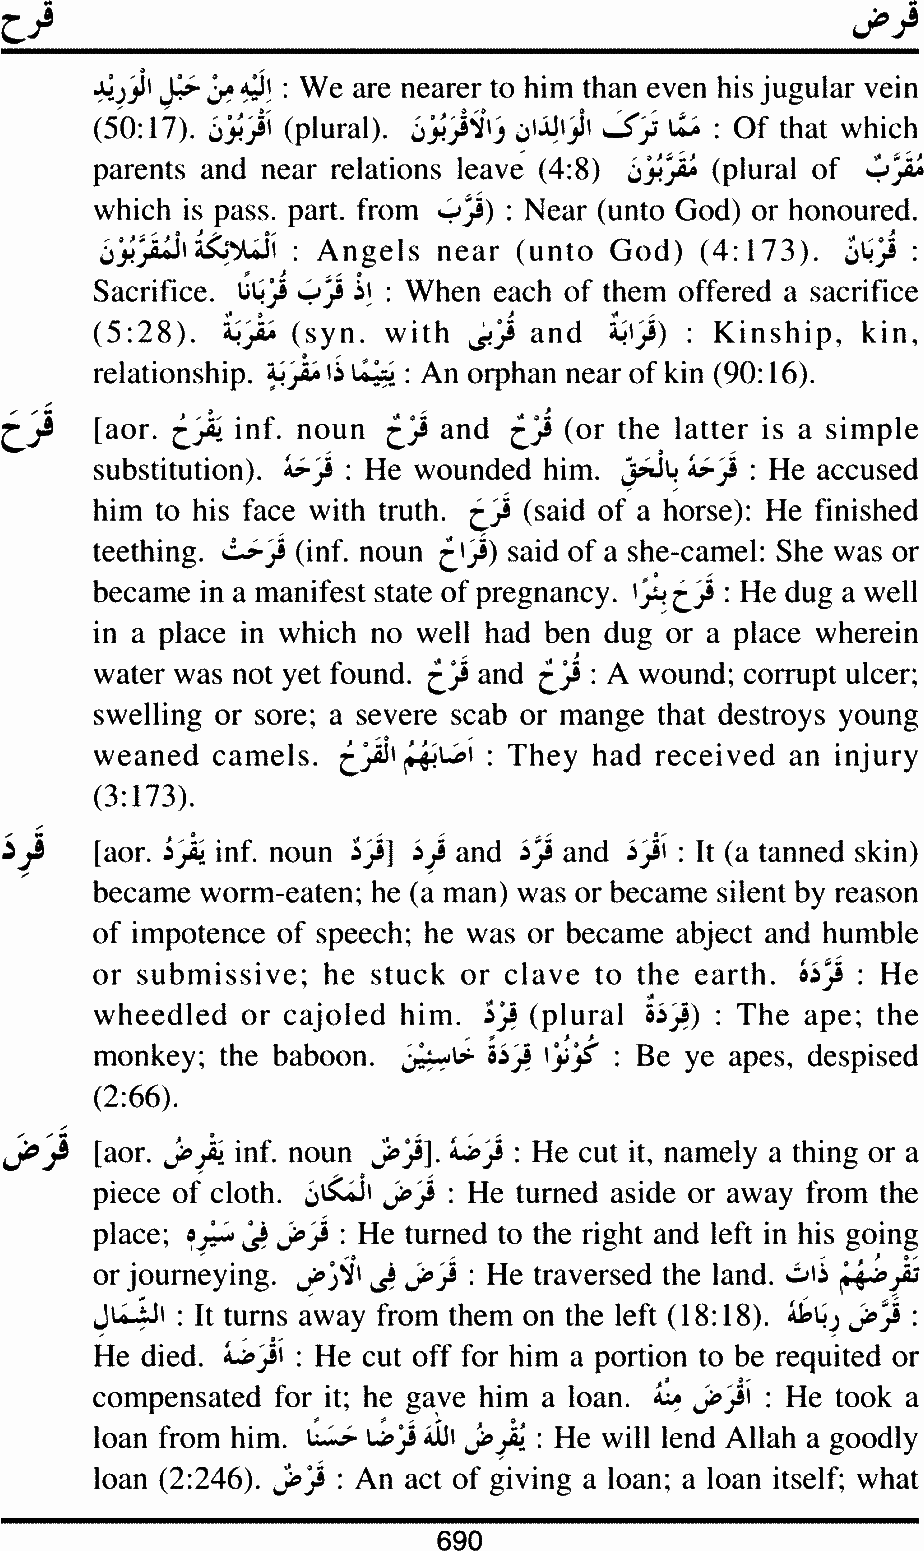 قرح قرض
اِلَيْهِ مِنْ حَبْلِ الْوَرِيْدِ : We are nearer to him than even his jugular vein
(50:17). اَقْرَبُوْنَ (plural). مِّمَّا تَرَكَ الْوَالِدَانِ وَالْاَقْرَبُوْنَ : Of that which
parents and near relations leave (4:8) مُقَرَّبُوْنَ (plural of مُقَرَّبٌ
which is pass. part. from قَرَّبَ) : Near (unto God) or honoured.
اَلْمَلَائِكَةُ الْمُقَرَّبُوْنَ : Angels near (unto God) (4:173). قُرْبَانٌ :
Sacrifice. اِذْ قَرَّبَ قُرْبَانًا : When each of them offered a sacrifice
(5:28). مَقْرَبَةٌ (syn. with قُرْبٰى and قَرَابَةٌ) : Kinship, kin,
relationship. يَتِيْمًا ذَا مَقْرَبَةٍ : An orphan near of kin (90:16).
قَرَحَ [aor. يَقْرَحُ inf. noun قَرْحٌ and قُرْحٌ (or the latter is a simple
substitution). قَرَحَهُ : He wounded him. قَرَحَهُ بِالْحَقِّ : He accused
him to his face with truth. قَرَحَ (said of a horse): He finished
teething. قَرَحَتْ (inf. noun قَرَاحٌ) said of a she-camel: She was or
became in a manifest state of pregnancy. قَرَحَ بِئْرًا : He dug a well
in a place in which no well had ben dug or a place wherein
water was not yet found. قَرْحٌ and قُرْحٌ : A wound; corrupt ulcer;
swelling or sore; a severe scab or mange that destroys young
weaned camels. اَصَابَهُمُ الْقَرْحُ : They had received an injury
(3:173).
قَرِدَ [aor. يَقْرَدُ inf. noun قَرَدٌ] قَرِدَ and قَرَّدَ and اَقْرَدَ : It (a tanned skin)
became worm-eaten; he (a man) was or became silent by reason
of impotence of speech; he was or became abject and humble
or submissive; he stuck or clave to the earth. قَرَّدَهُ : He
wheedled or cajoled him. قِرْدٌ (plural قِرَدَةٌ) : The ape; the
monkey; the baboon. كُوْنُوْا قِرَدَةً خَاسِئِيْنَ : Be ye apes, despised
(2:66).
قَرَضَ [aor. يَقْرِضُ inf. noun قَرْضٌ]. قَرَضَهُ : He cut it, namely a thing or a
piece of cloth. قَرَضَ الْمَكَانَ : He turned aside or away from the
place; قَرَضَ فِىْ سَيْرِهٖ : He turned to the right and left in his going
or journeying. قَرَضَ فِى الْاَرْضِ : He traversed the land. تَقْرِضُهُمْ ذَاتَ
الشِّمَالِ : It turns away from them on the left (18:18). قَرَّضَ رِبَاطَهُ :
He died. اَقْرَضَهُ : He cut off for him a portion to be requited or
compensated for it; he gave him a loan. اَقْرَضَ مِنْهُ : He took a
loan from him. يُقْرِضُ اللّٰهَ قَرْضًا حَسَنًا : He will lend Allah a goodly
loan (2:246). قَرْضٌ : An act of giving a loan; a loan itself; what
690